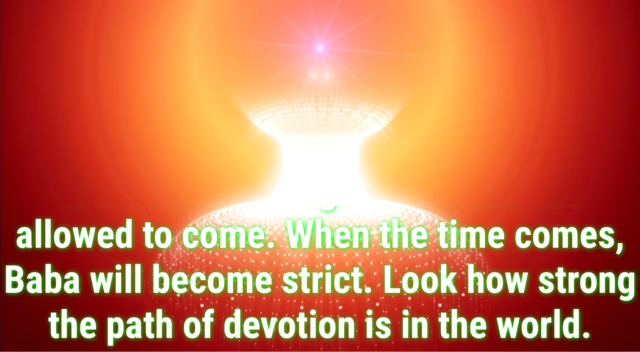 allowed to come. When the time comes,
Baba will become strict. Look how strong
the path of devotion is in the world.